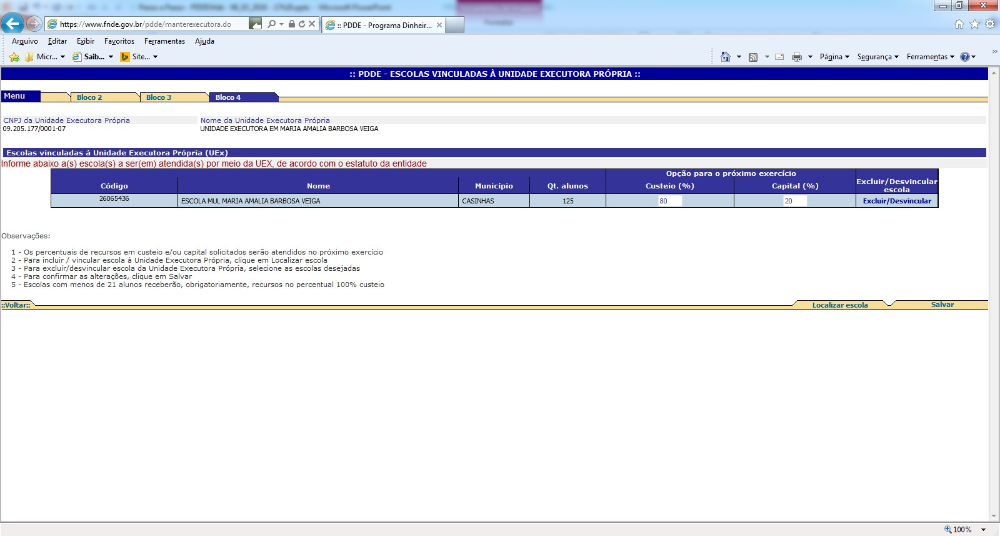 https://www.fnde.gov.br/pdde/manterexecutora.do
:: PDDE - Programa Dinheir...
Arquivo Editar Exibir Favoritos Ferramentas Ajuda
Micr... Saib... Site... Página Segurança Ferramentas
:: PDDE - ESCOLAS VINCULADAS À UNIDADE EXECUTORA PRÓPRIA ::
Menu Bloco 2 Bloco 3 Bloco 4
CNPJ da Unidade Executora Própria Nome da Unidade Executora Própria
09.205.177/0001-07 UNIDADE EXECUTORA EM MARIA AMALIA BARBOSA VEIGA
Escolas vinculadas à Unidade Executora Própria (UEx)
Informe abaixo a(s) escola(s) a ser(em) atendida(s) por meio da UEX, de acordo com o estatuto da entidade
Opção para o próximo exercício
Código Nome Município Qt. alunos Custeio (%) Capital (%) Excluir/Desvincular
escola
26065436 ESCOLA MUL MARIA AMALIA BARBOSA VEIGA CASINHAS 125 80 20 Excluir/Desvincular
Observações:
1 - Os percentuais de recursos em custeio e/ou capital solicitados serão atendidos no próximo exercício
2 - Para incluir / vincular escola à Unidade Executora Própria, clique em Localizar escola
3 - Para excluir/desvincular escola da Unidade Executora Própria, selecione as escolas desejadas
4 - Para confirmar as alterações, clique em Salvar
5 - Escolas com menos de 21 alunos receberão, obrigatoriamente, recursos no percentual 100% custeio
::Voltar:: Localizar escola Salvar
100%